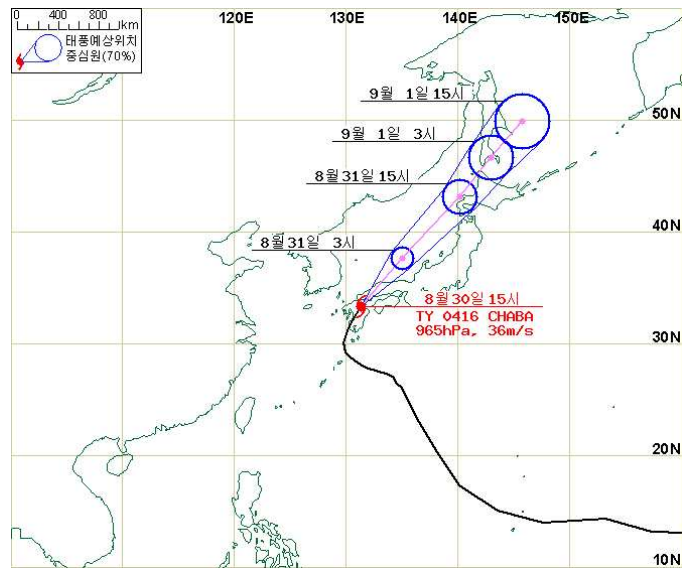 0 400 800 km
태풍예상위치
중심원(70%)
120E 130E 140E 150E
9월 1일 15시
50N
9월 1일 3시
8월 31일 15시
40N
8월 31일 3시
8월 30일 15시
TY 0416 CHABA
965hPa, 36m/s
30N
20N
10N